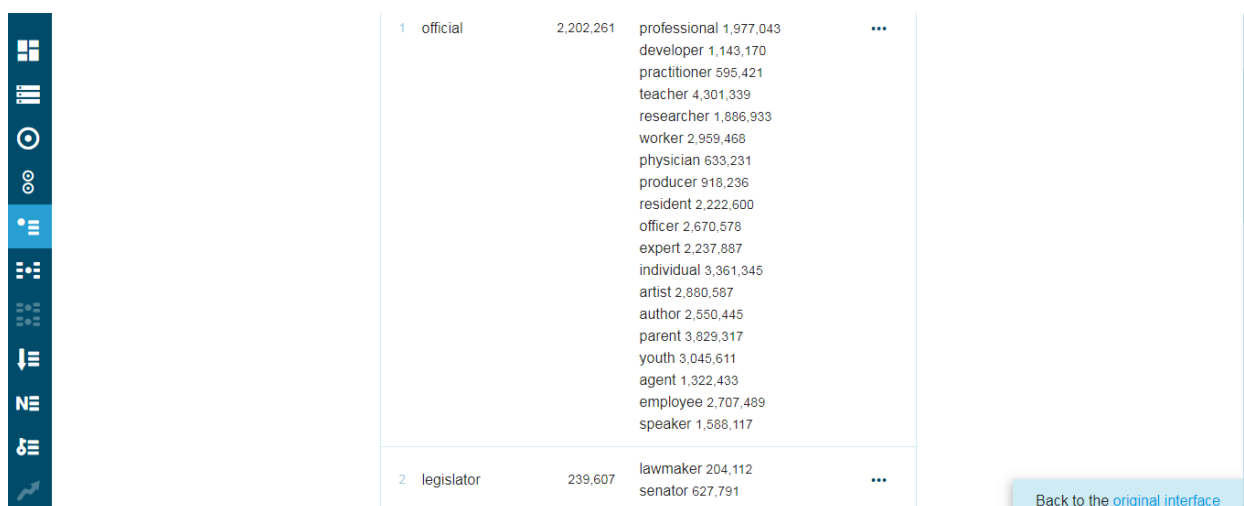 1 official 2,202,261 professional 1,977,043 •••
developer 1,143,170
practitioner 595,421
teacher 4,301,339
researcher 1,886,933
worker 2,959,468
physician 633,231
producer 918,236
resident 2,222,600
officer 2,670,578
expert 2,237,887
individual 3,361,345
artist 2,880,587
author 2,550,445
parent 3,829,317
youth 3,045,611
agent 1,322,433
employee 2,707,489
speaker 1,588,117
2 legislator 239,607 lawmaker 204,112 •••
senator 627,791
N
Back to the original interface